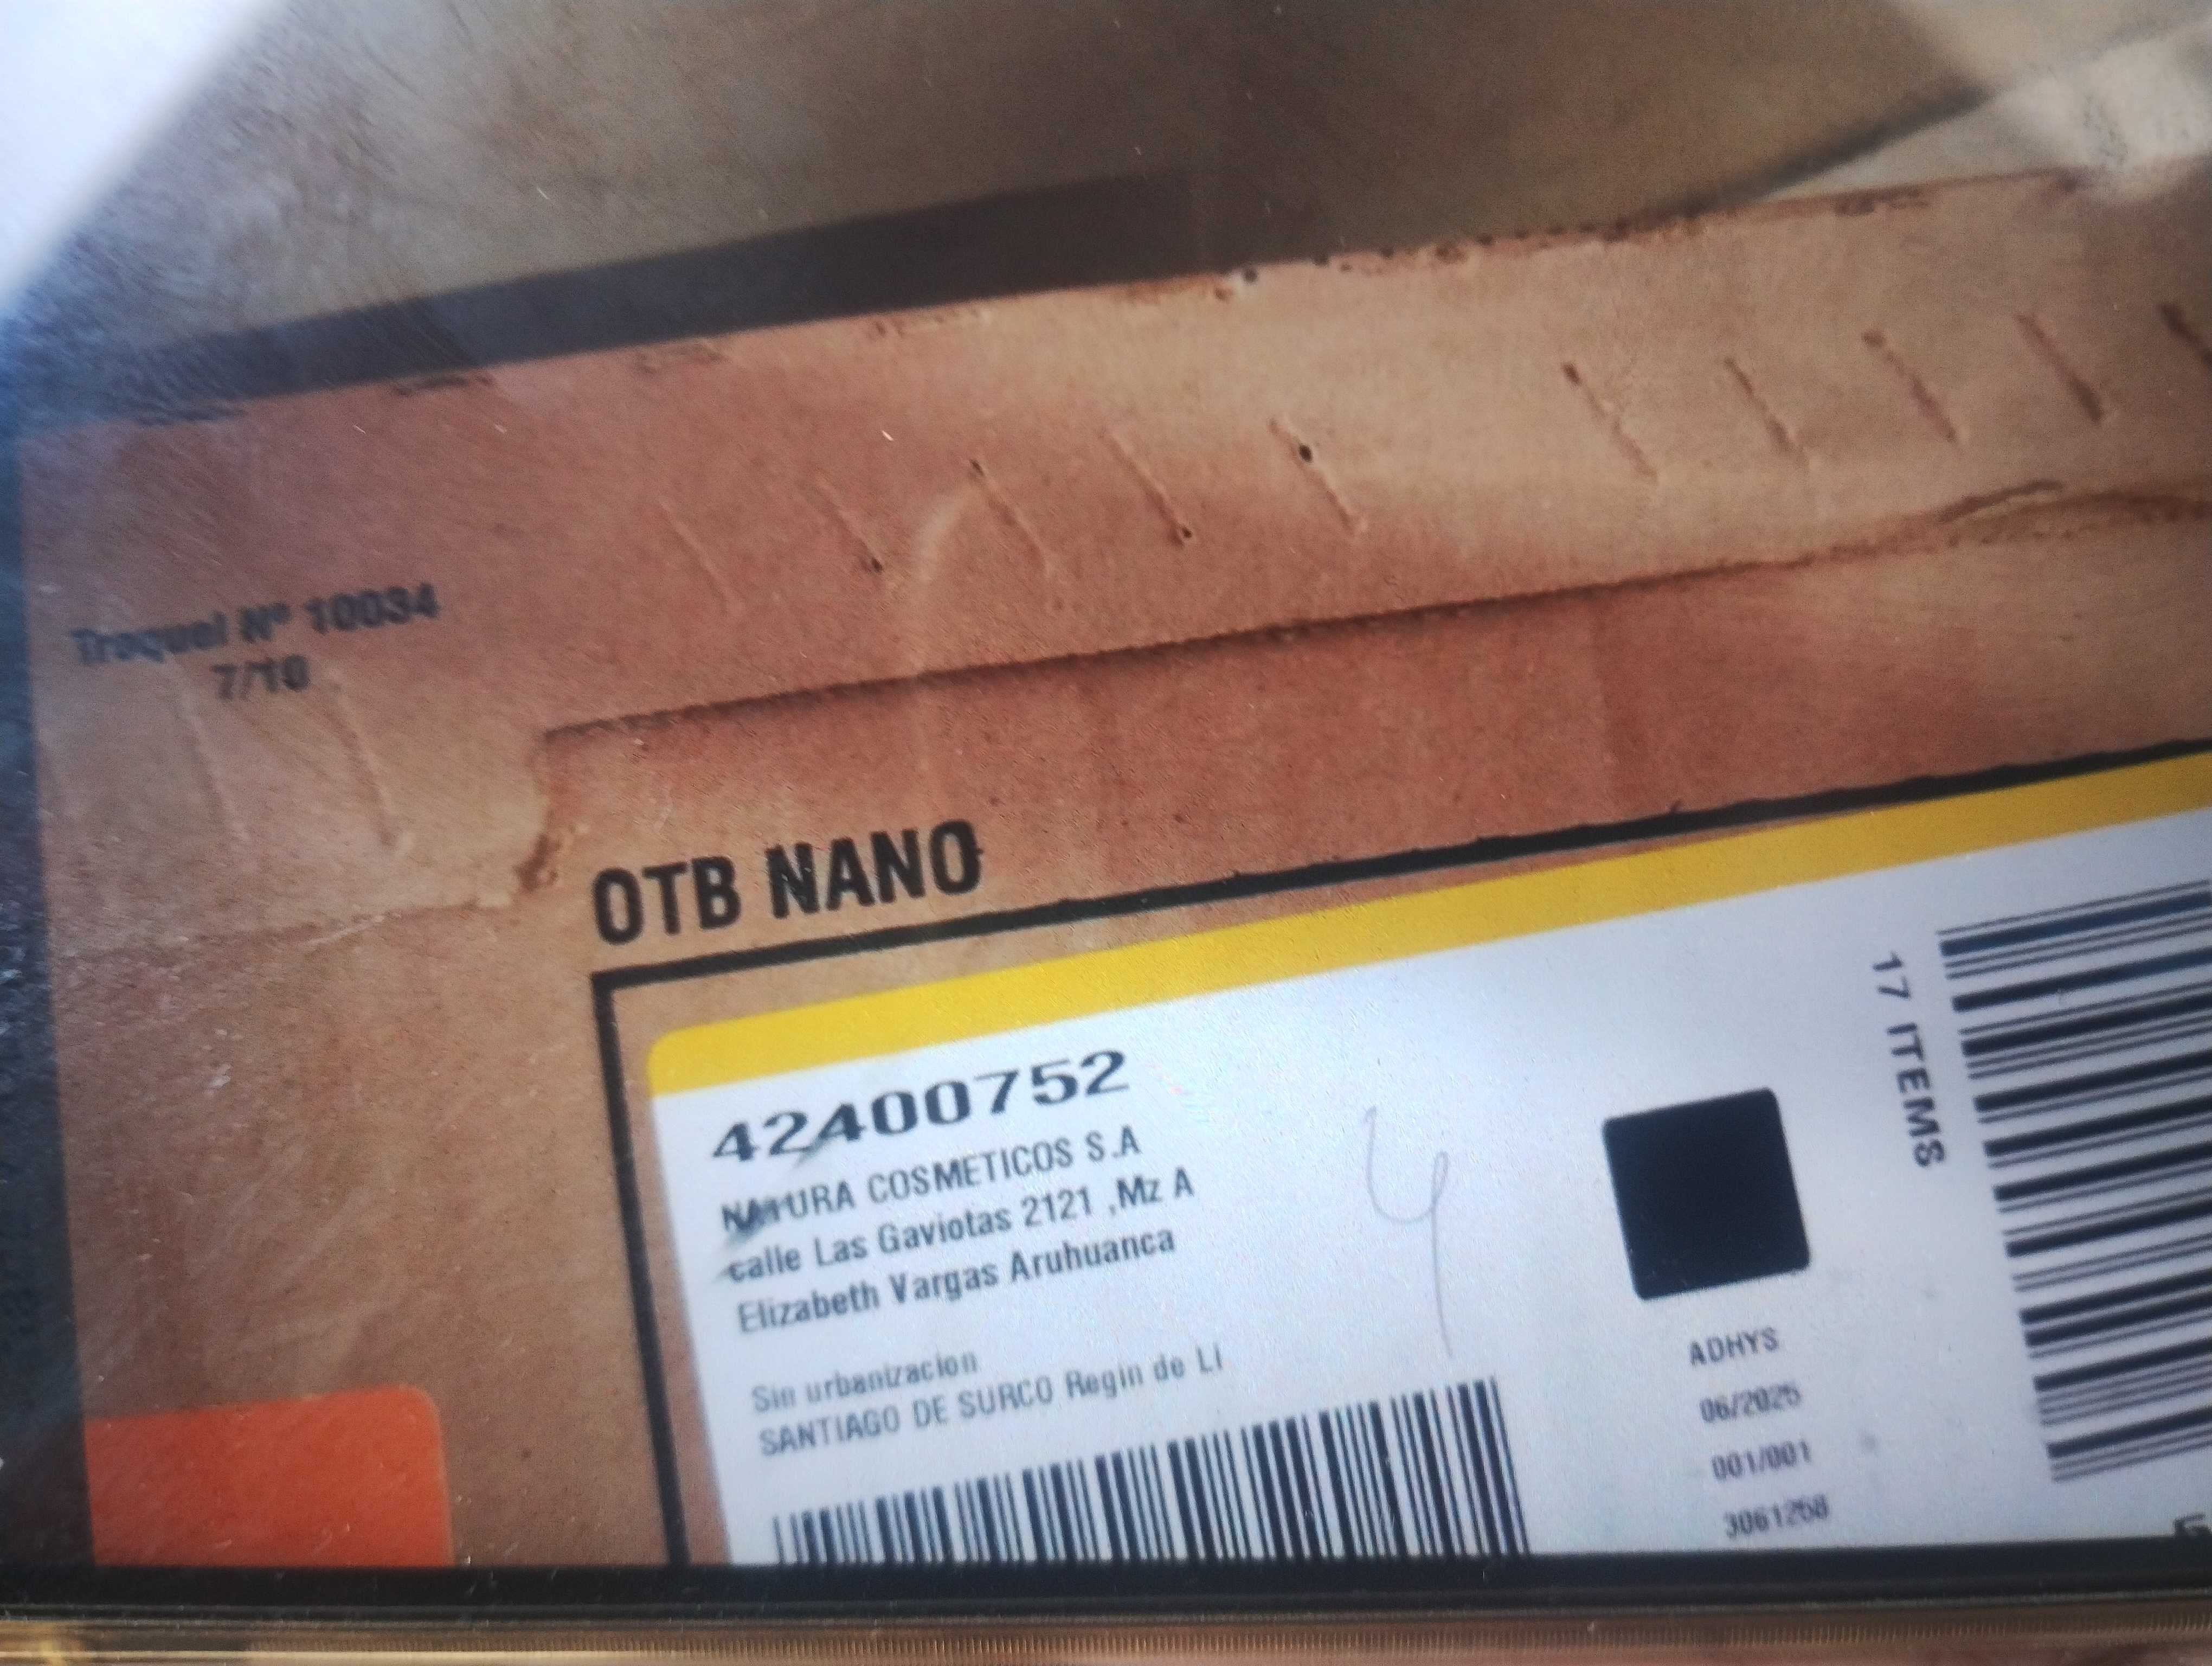 Troquel Nº 10034
7/10
OTB NANO
42400752
NATURA COSMETICOS S.A
calle Las Gaviotas 2121 ,Mz A
Elizabeth Vargas Aruhuanca
Sin urbanizacion
SANTIAGO DE SURCO Regin de LI
4
17 ITEMS
ADHYS
06/2025
001/001
3061258